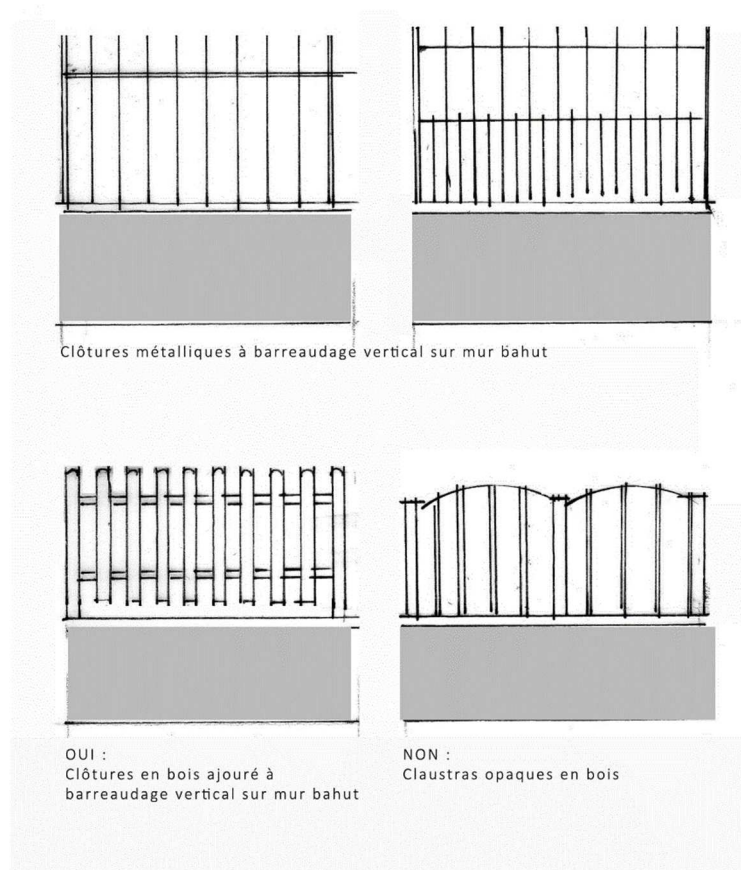 Clôtures métalliques à barreaudage vertical sur mur bahut
OUI :
Clôtures en bois ajouré à
barreaudage vertical sur mur bahut
NON :
Claustras opaques en bois